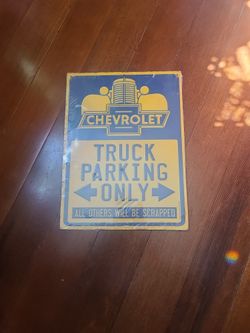 CHEVROLET
TRUCK
PARKING
ONLY
ALL OTHERS WILL BE SCRAPPED